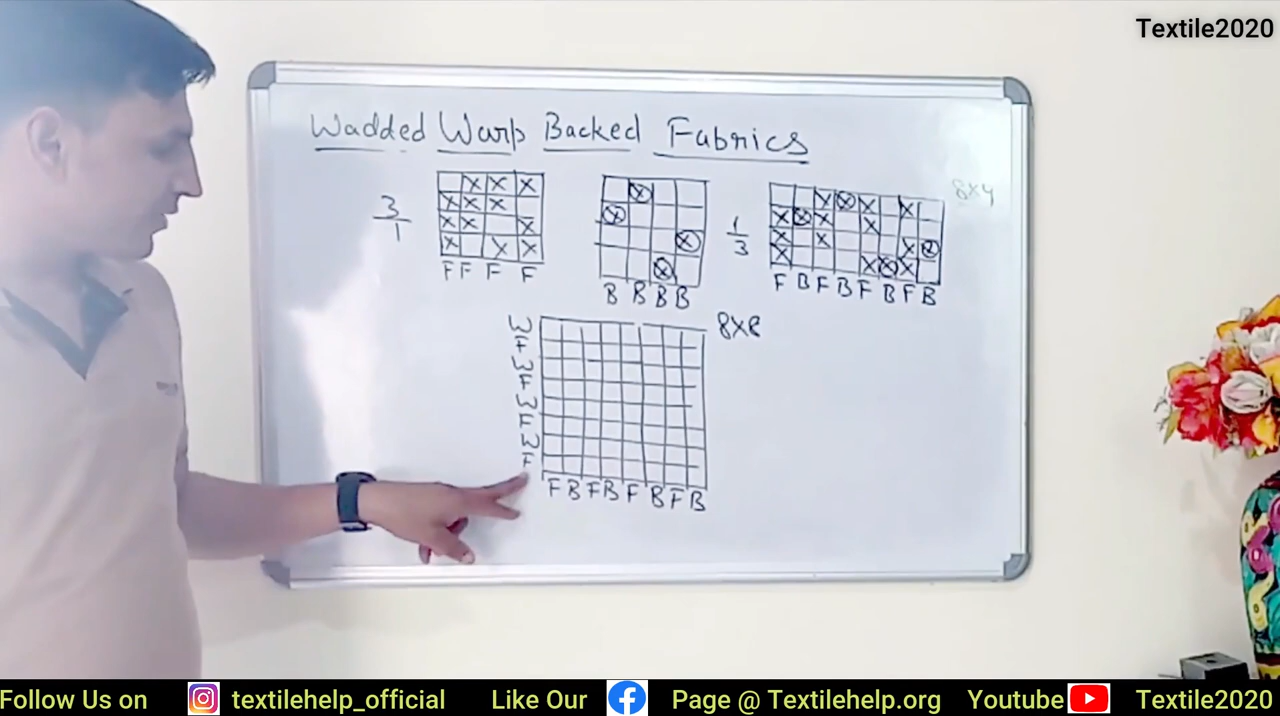 Textile2020
Wadded Warp Backed Fabrics
3/1
X X X
X X X
X X X
X X X
F F F F
X
X
X
X
B B B B
1/3
8x4
X X X X
X X X X
X X X X
X X X X
F B F B F B F B
8x8
W
F
W
F
W
F
W
F
F B F B F B F B
Follow Us on textilehelp_official Like Our Page @ Textilehelp.org Youtube Textile2020